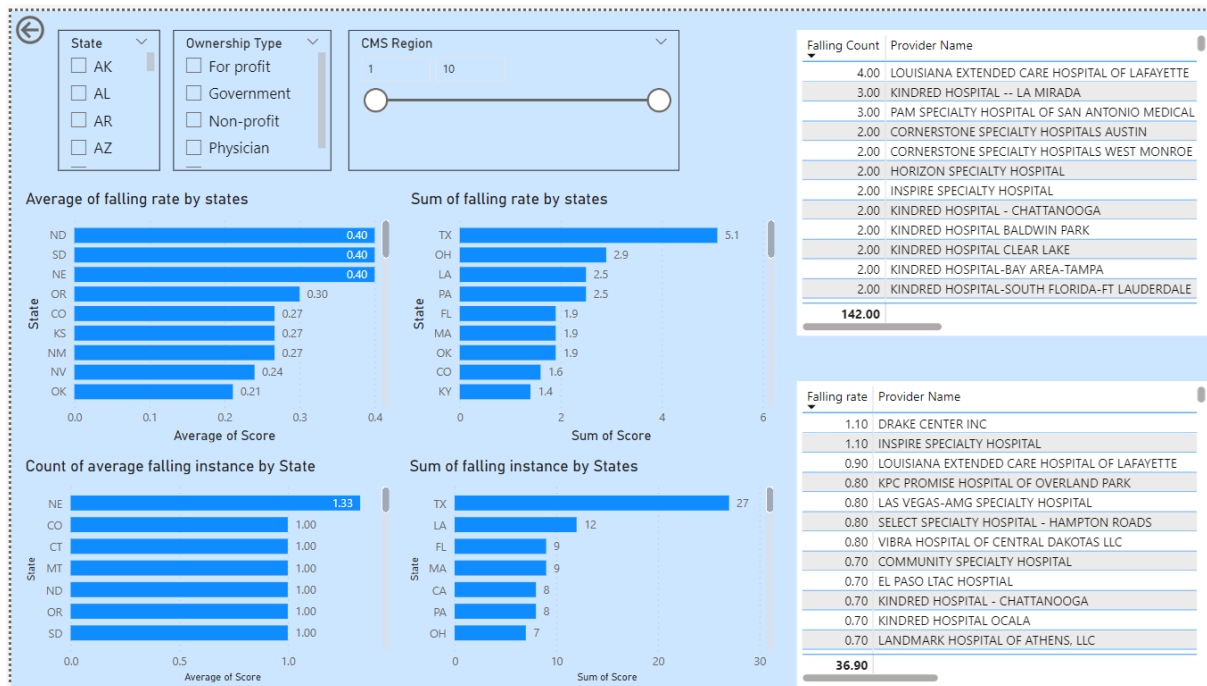 State
AK
AL
AR
AZ
Ownership Type
For profit
Government
Non-profit
Physician
CMS Region
1 10
Average of falling rate by states
State
ND 0.40
SD 0.40
NE 0.40
OR 0.30
CO 0.27
KS 0.27
NM 0.27
NV 0.24
OK 0.21
0.0 0.1 0.2 0.3 0.4
Average of Score
Sum of falling rate by states
State
TX 5.1
OH 2.9
LA 2.5
PA 2.5
FL 1.9
MA 1.9
OK 1.9
CO 1.6
KY 1.4
0 2 4 6
Sum of Score
Count of average falling instance by State
State
NE 1.33
CO 1.00
CT 1.00
MT 1.00
ND 1.00
OR 1.00
SD 1.00
0.0 0.5 1.0
Average of Score
Sum of falling instance by States
State
TX 27
LA 12
FL 9
MA 9
CA 8
PA 8
OH 7
0 10 20 30
Sum of Score
Falling Count Provider Name
4.00 LOUISIANA EXTENDED CARE HOSPITAL OF LAFAYETTE
3.00 KINDRED HOSPITAL -- LA MIRADA
3.00 PAM SPECIALTY HOSPITAL OF SAN ANTONIO MEDICAL
2.00 CORNERSTONE SPECIALTY HOSPITALS AUSTIN
2.00 CORNERSTONE SPECIALTY HOSPITALS WEST MONROE
2.00 HORIZON SPECIALTY HOSPITAL
2.00 INSPIRE SPECIALTY HOSPITAL
2.00 KINDRED HOSPITAL - CHATTANOOGA
2.00 KINDRED HOSPITAL BALDWIN PARK
2.00 KINDRED HOSPITAL CLEAR LAKE
2.00 KINDRED HOSPITAL-BAY AREA-TAMPA
2.00 KINDRED HOSPITAL-SOUTH FLORIDA-FT LAUDERDALE
142.00
Falling rate Provider Name
1.10 DRAKE CENTER INC
1.10 INSPIRE SPECIALTY HOSPITAL
0.90 LOUISIANA EXTENDED CARE HOSPITAL OF LAFAYETTE
0.80 KPC PROMISE HOSPITAL OF OVERLAND PARK
0.80 LAS VEGAS-AMG SPECIALTY HOSPITAL
0.80 SELECT SPECIALTY HOSPITAL - HAMPTON ROADS
0.80 VIBRA HOSPITAL OF CENTRAL DAKOTAS LLC
0.70 COMMUNITY SPECIALTY HOSPITAL
0.70 EL PASO LTAC HOSPTIAL
0.70 KINDRED HOSPITAL - CHATTANOOGA
0.70 KINDRED HOSPITAL OCALA
0.70 LANDMARK HOSPITAL OF ATHENS, LLC
36.90